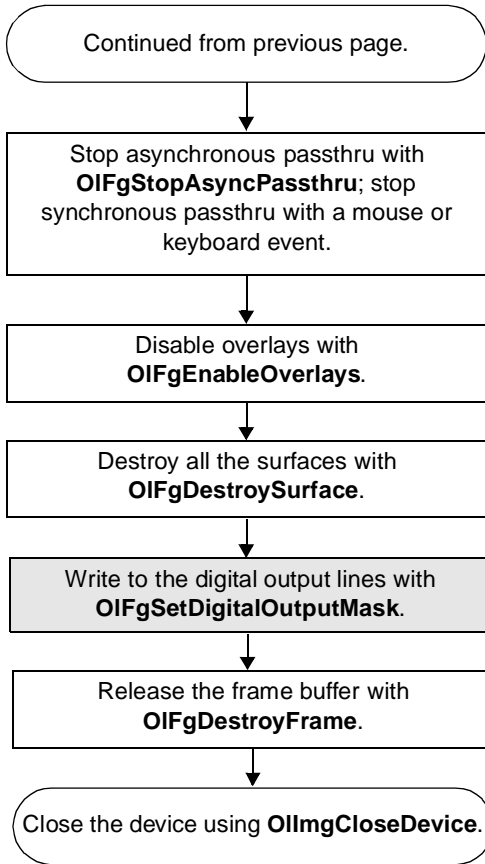 Continued from previous page.
Stop asynchronous passthru with
OlFgStopAsyncPassthru; stop
synchronous passthru with a mouse or
keyboard event.
Disable overlays with
OlFgEnableOverlays.
Destroy all the surfaces with
OlFgDestroySurface.
Write to the digital output lines with
OlFgSetDigitalOutputMask.
Release the frame buffer with
OlFgDestroyFrame.
Close the device using OlImgCloseDevice.